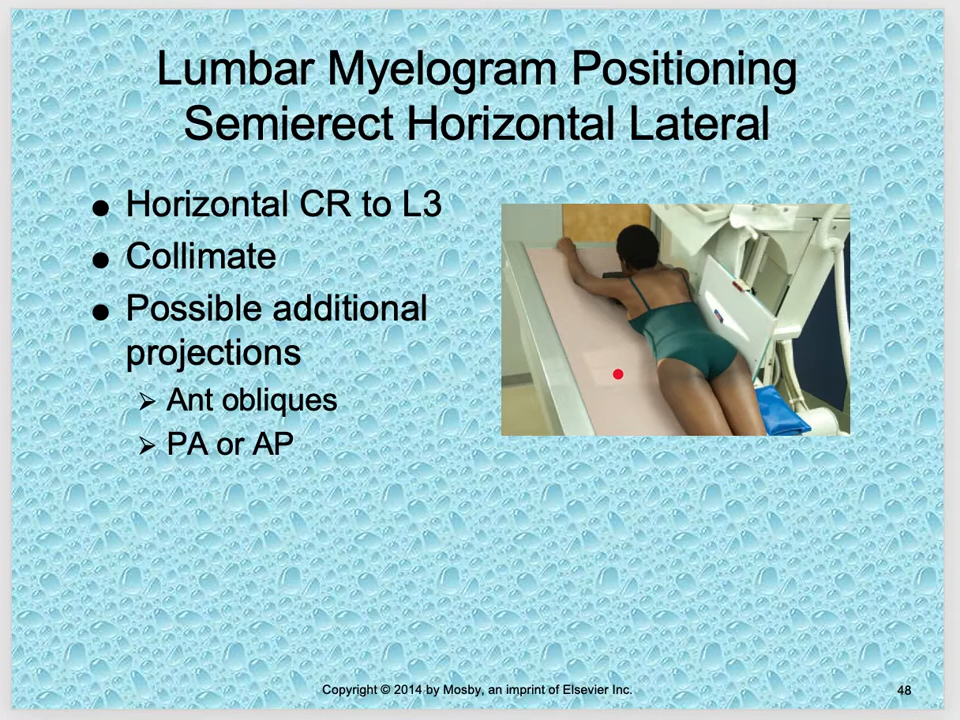 Lumbar Myelogram Positioning
Semierect Horizontal Lateral
● Horizontal CR to L3
● Collimate
● Possible additional
projections
➢ Ant obliques
➢ PA or AP
Copyright © 2014 by Mosby, an imprint of Elsevier Inc.
48